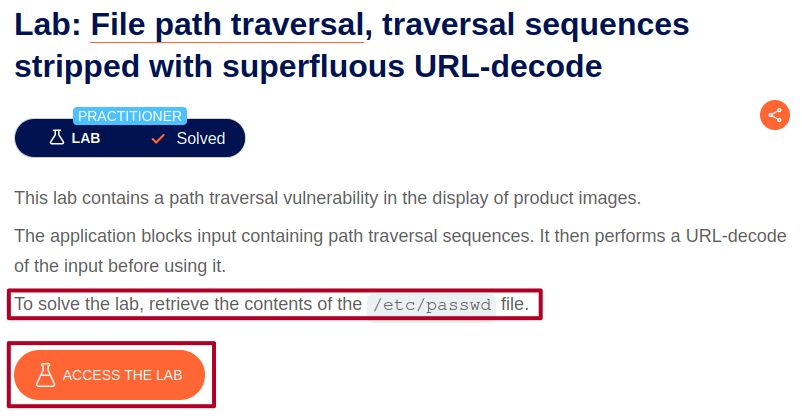 Lab: File path traversal, traversal sequences
stripped with superfluous URL-decode
PRACTITIONER
LAB Solved
This lab contains a path traversal vulnerability in the display of product images.
The application blocks input containing path traversal sequences. It then performs a URL-decode
of the input before using it.
To solve the lab, retrieve the contents of the /etc/passwd file.
ACCESS THE LAB